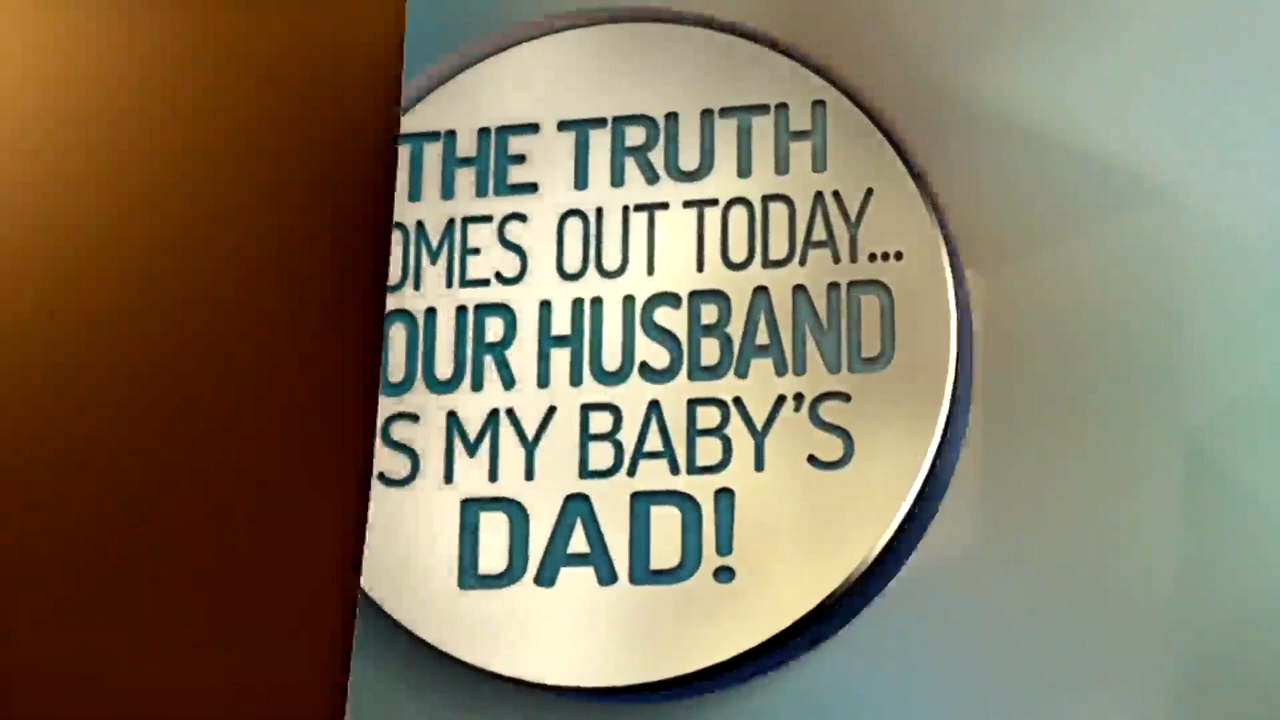 THE TRUTH
OMES OUT TODAY...
OUR HUSBAND
S MY BABY'S
DAD!